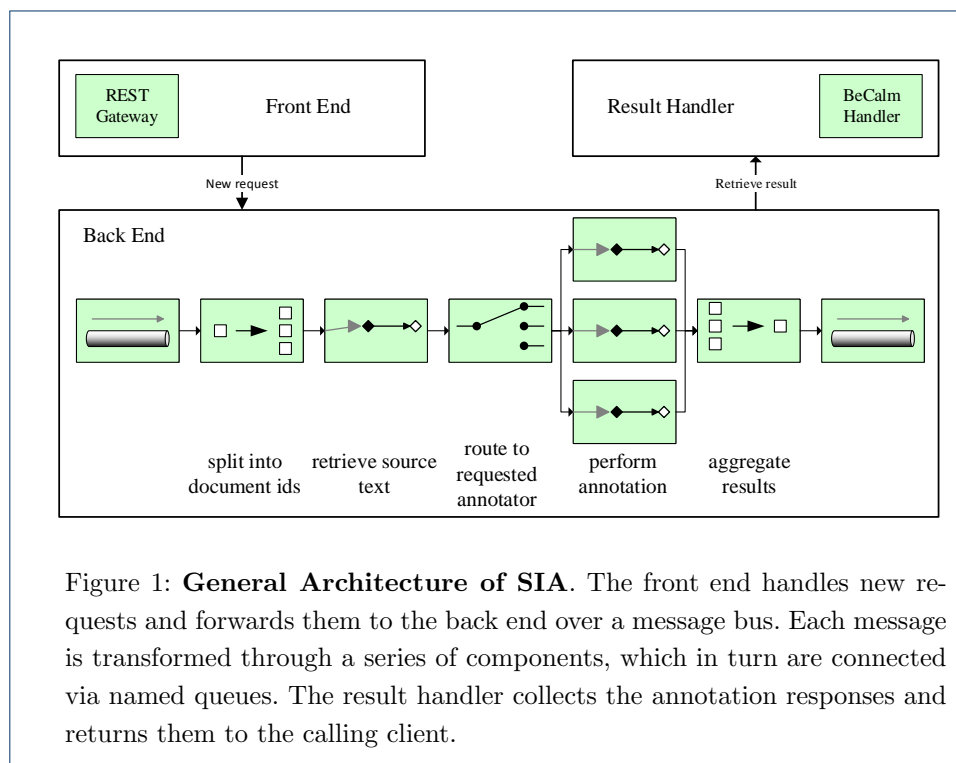 REST
Gateway
Front End
Result Handler
BeCalm
Handler
New request
Retrieve result
Back End
split into
document ids
retrieve source
text
route to
requested
annotator
perform
annotation
aggregate
results
Figure 1: General Architecture of SIA. The front end handles new re-
quests and forwards them to the back end over a message bus. Each message
is transformed through a series of components, which in turn are connected
via named queues. The result handler collects the annotation responses and
returns them to the calling client.